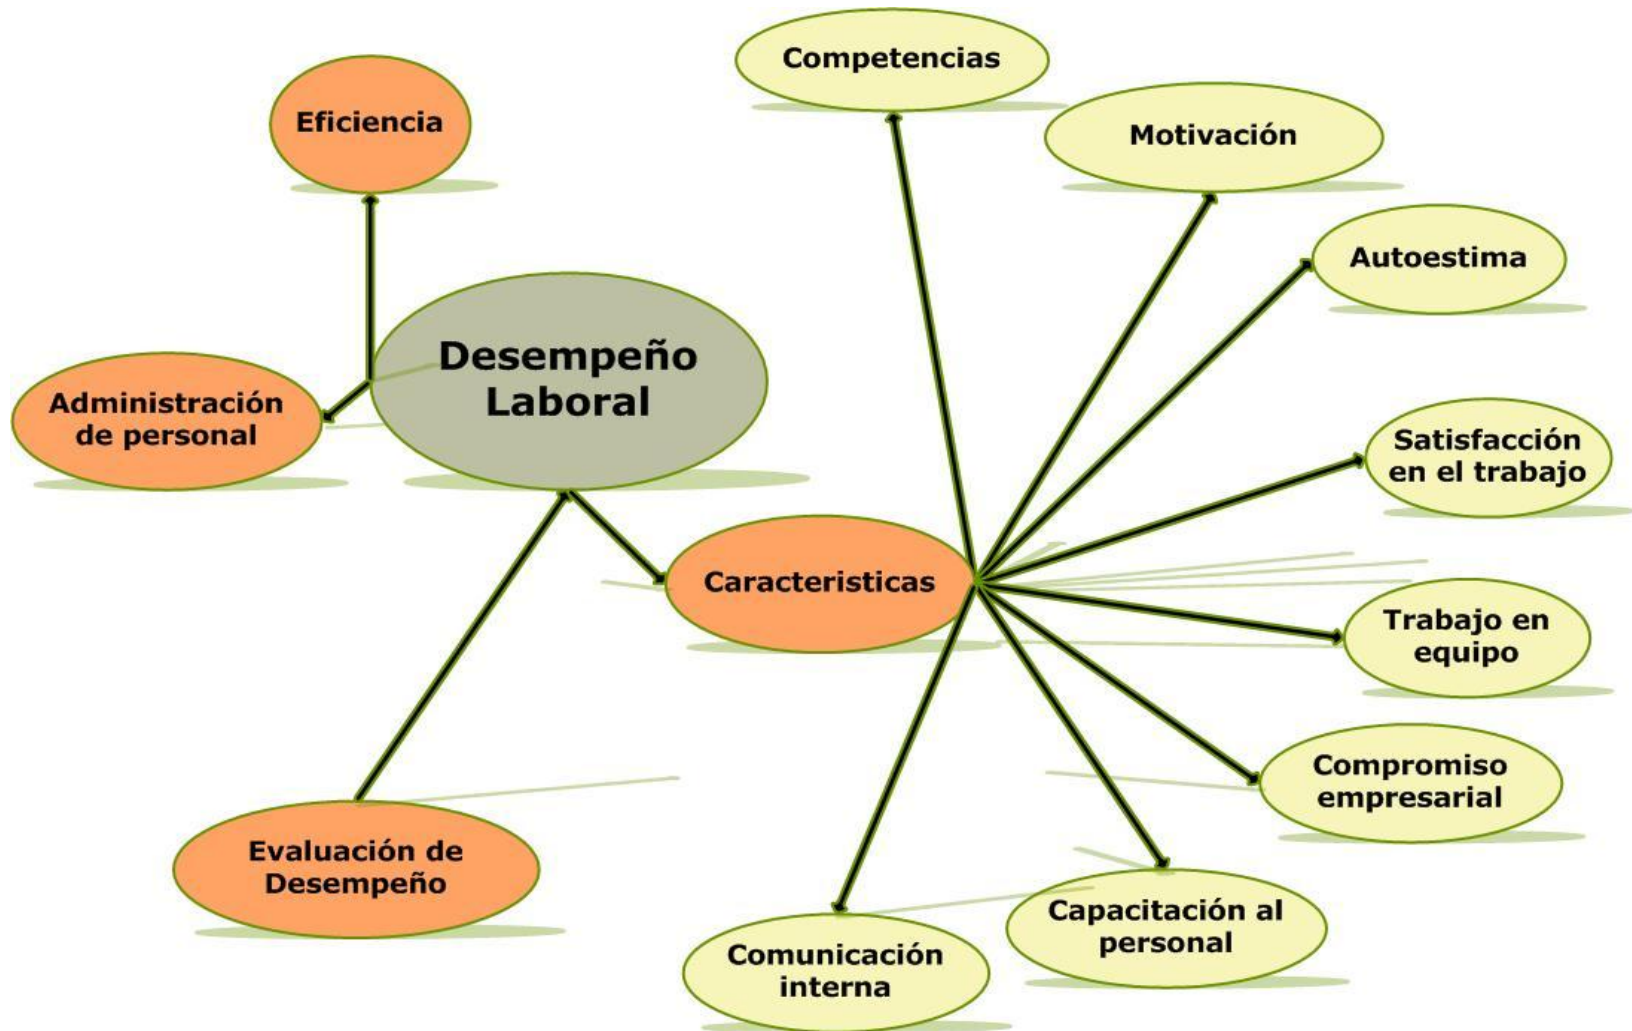 Competencias
Eficiencia
Motivación
Autoestima
Desempeño
Laboral
Administración
de personal
Satisfacción
en el trabajo
Caracteristicas
Trabajo en
equipo
Compromiso
empresarial
Evaluación de
Desempeño
Capacitación al
personal
Comunicación
interna